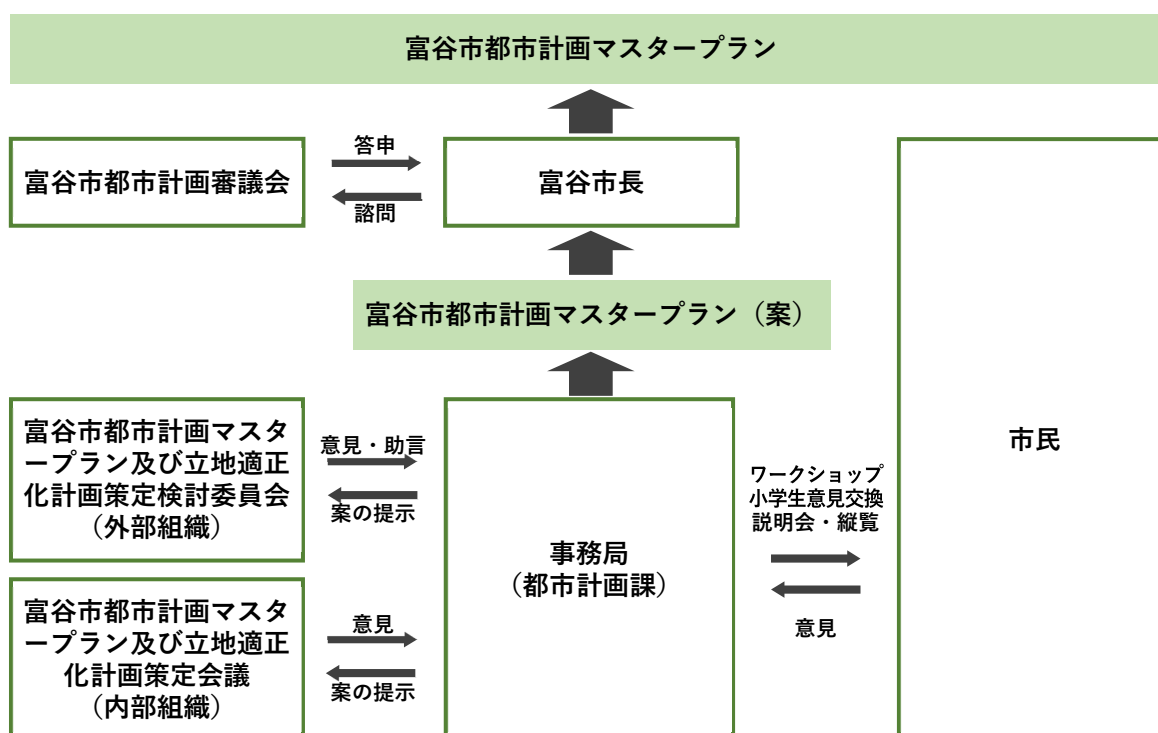 富谷市都市計画マスタープラン
答申
富谷市都市計画審議会
富谷市長
諮問
富谷市都市計画マスタープラン（案）
富谷市都市計画マスタ
ープラン及び立地適正
化計画策定検討委員会
（外部組織）
意見・助言
案の提示
富谷市都市計画マスタ
ープラン及び立地適正
化計画策定会議
（内部組織）
意見
案の提示
事務局
（都市計画課）
ワークショップ
小学生意見交換
説明会・縦覧
意見
市民